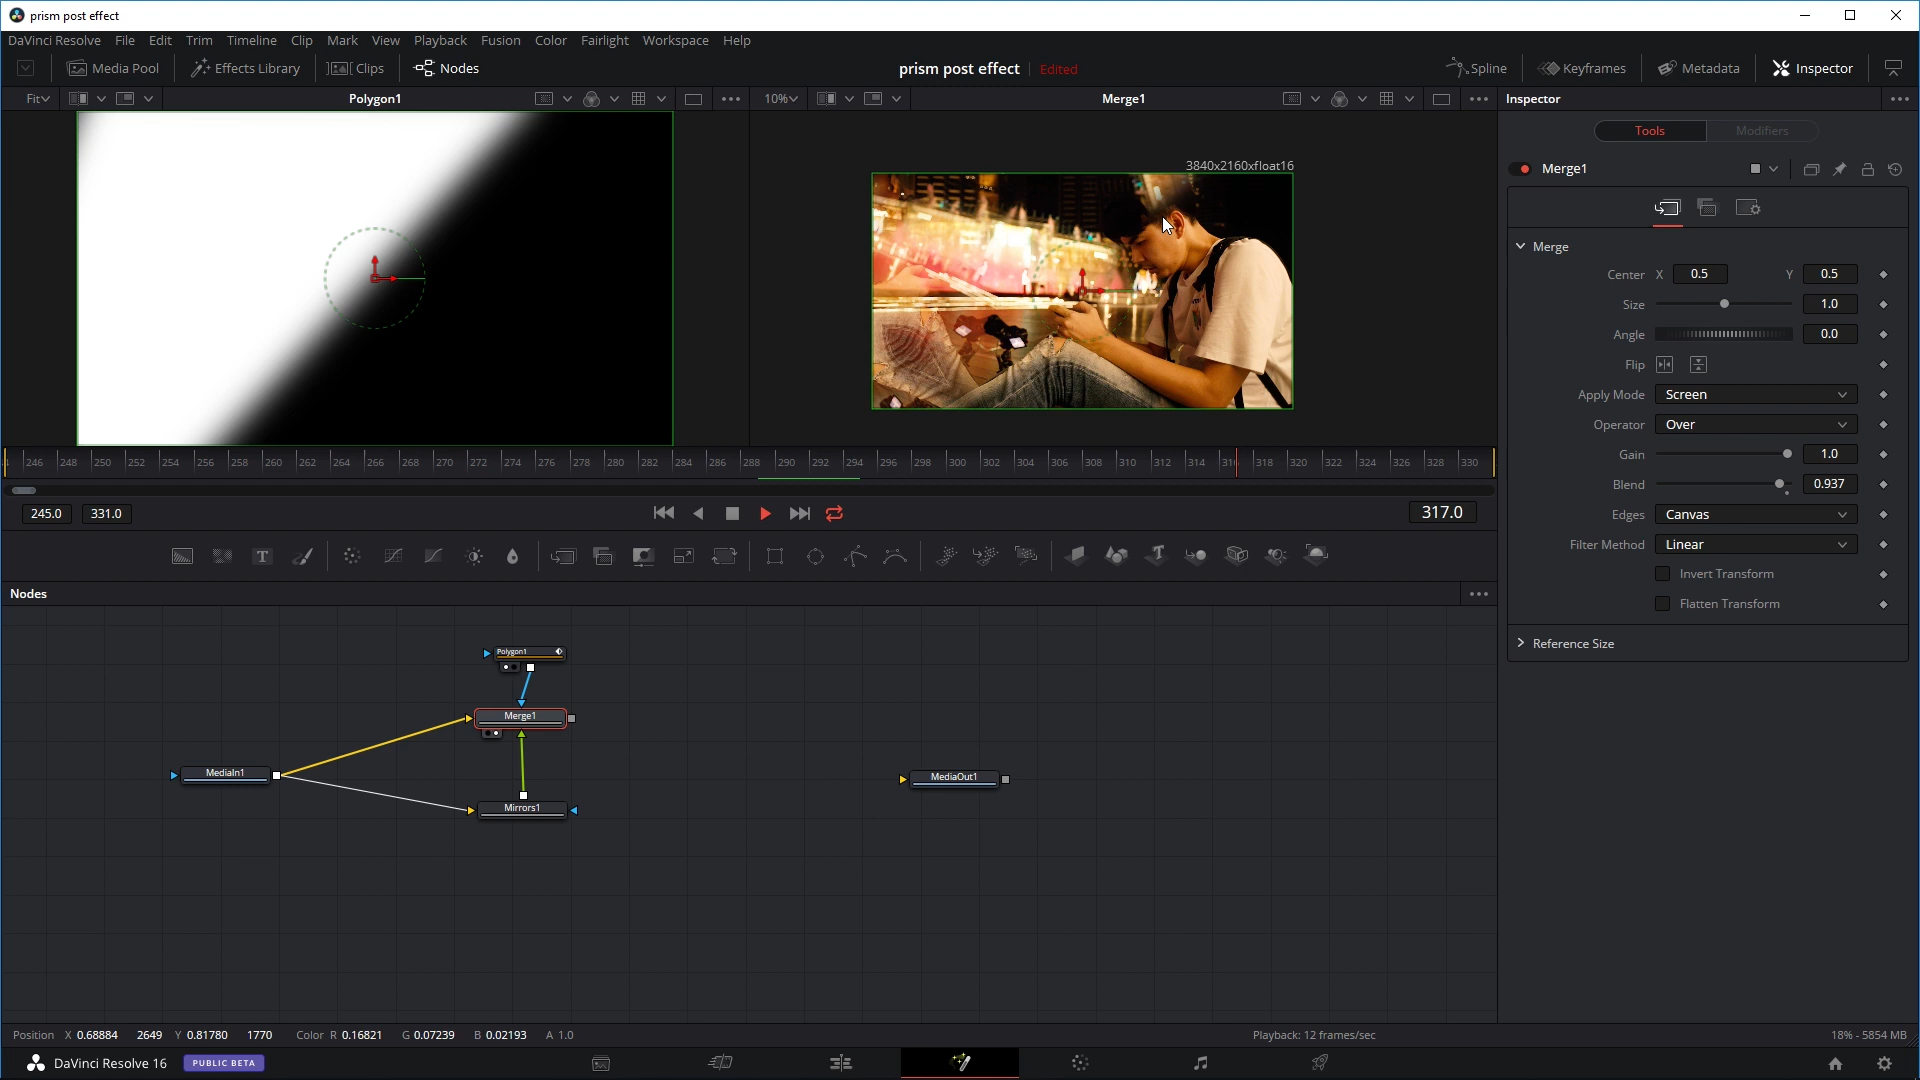 prism post effect
DaVinci Resolve File Edit Trim Timeline Clip Mark View Playback Fusion Color Fairlight Workspace Help
Media Pool Effects Library Clips Nodes prism post effect Edited Spline Keyframes Metadata Inspector
Fit Polygon1 10% Merge1 Inspector
Tools Modifiers
3840x2160xfloat16
Merge1
Merge
Center X 0.5 Y 0.5
Size 1.0
Angle 0.0
Flip
Apply Mode Screen
Operator Over
Gain 1.0
Blend 0.937
Edges Canvas
Filter Method Linear
Invert Transform
Flatten Transform
Reference Size
246 248 250 252 254 256 258 260 262 264 266 268 270 272 274 276 278 280 282 284 286 288 290 292 294 296 298 300 302 304 306 308 310 312 314 318 320 322 324 326 328 330
245.0 331.0 317.0
Nodes
Polygon1
Merge1
MediaIn1
MediaOut1
Mirrors1
Position X 0.68884 2649 Y 0.81780 1770 Color R 0.16821 G 0.07239 B 0.02193 A 1.0 Playback: 12 frames/sec 18% - 5854 MB
DaVinci Resolve 16 PUBLIC BETA